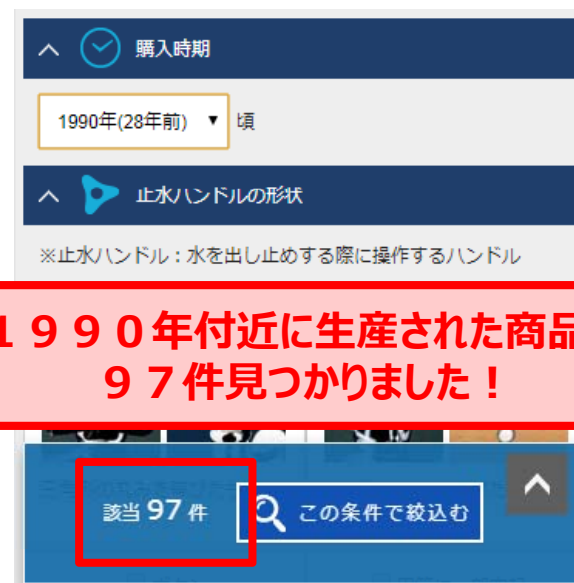 購入時期
1990年(28年前) ▼ 頃
止水ハンドルの形状
※止水ハンドル：水を出し止めする際に操作するハンドル
１９９０年付近に生産された商品
９７件見つかりました！
該当 97 件 この条件で絞込む